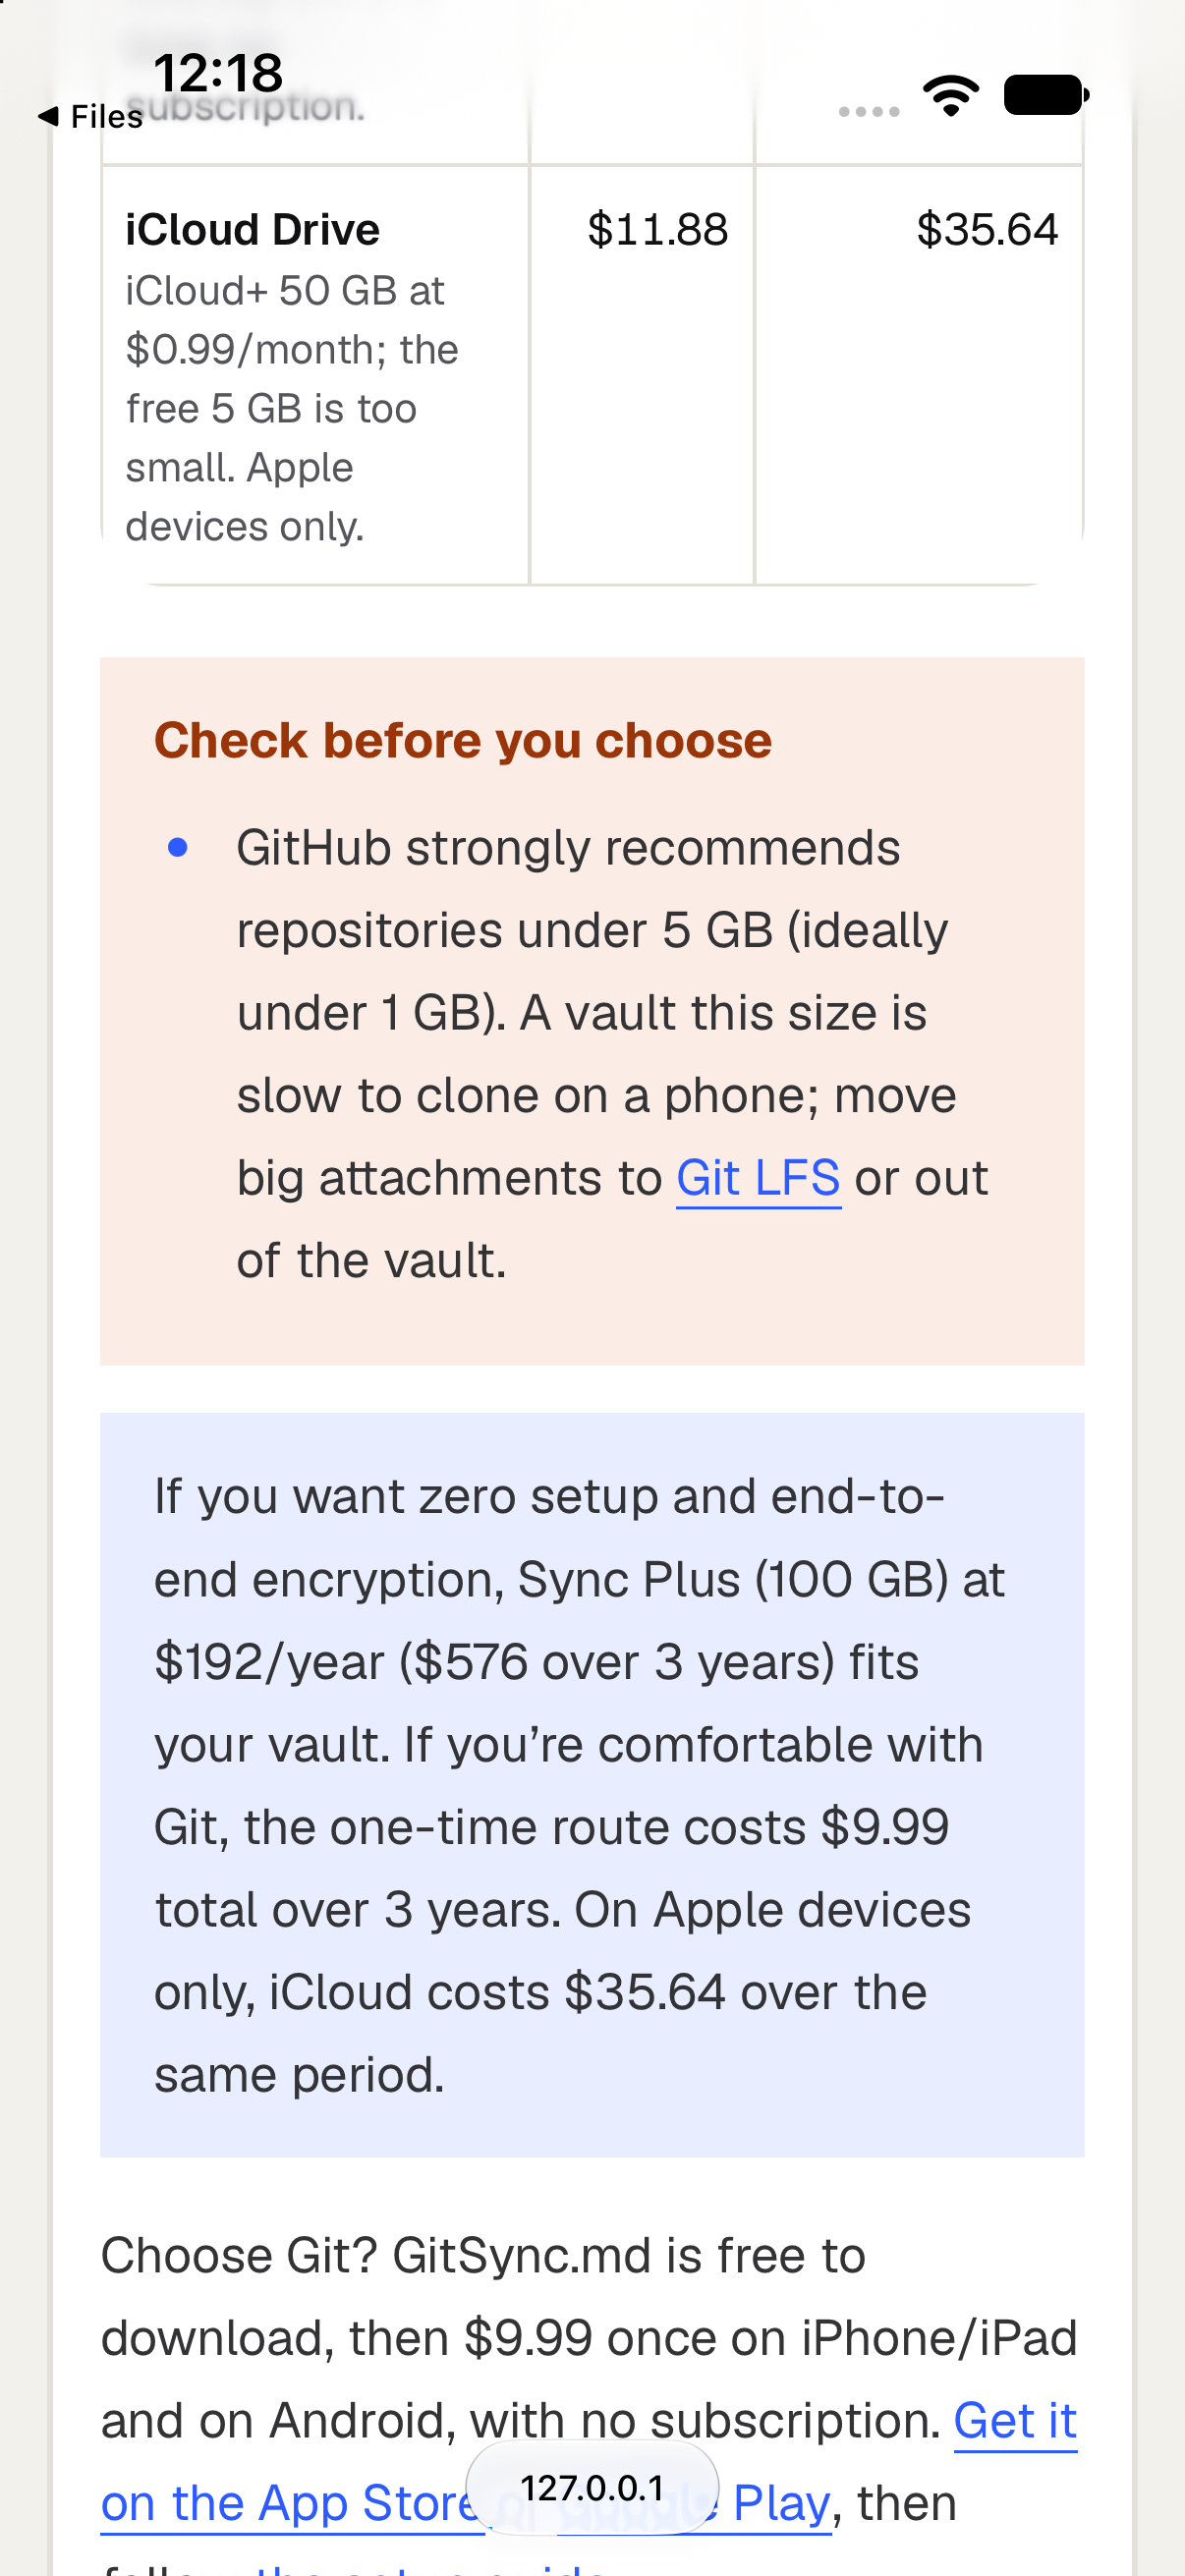 12:18
Files
subscription.
iCloud Drive
$11.88
$35.64
iCloud+ 50 GB at
$0.99/month; the
free 5 GB is too
small. Apple
devices only.
Check before you choose
GitHub strongly recommends
repositories under 5 GB (ideally
under 1 GB). A vault this size is
slow to clone on a phone; move
big attachments to Git LFS or out
of the vault.
If you want zero setup and end-to-
end encryption, Sync Plus (100 GB) at
$192/year ($576 over 3 years) fits
your vault. If you’re comfortable with
Git, the one-time route costs $9.99
total over 3 years. On Apple devices
only, iCloud costs $35.64 over the
same period.
Choose Git? GitSync.md is free to
download, then $9.99 once on iPhone/iPad
and on Android, with no subscription. Get it
on the App Store or Google Play, then
127.0.0.1